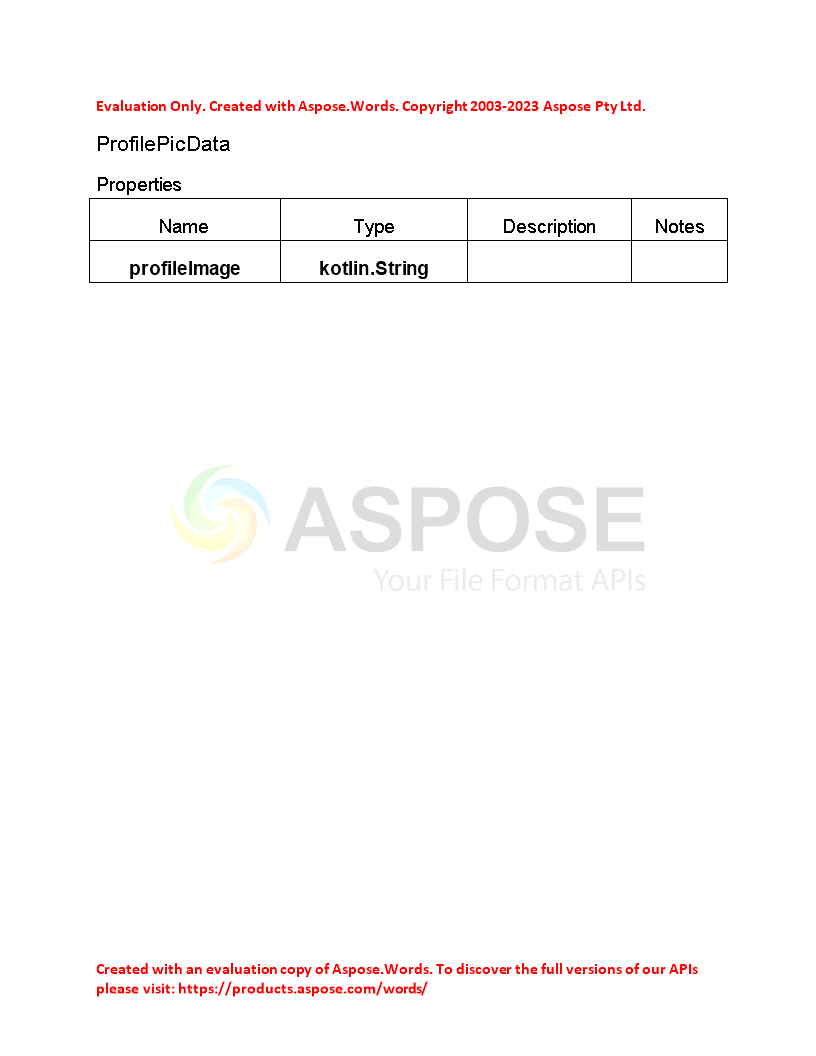 Evaluation Only. Created with Aspose.Words. Copyright 2003-2023 Aspose Pty Ltd.
ProfilePicData
Properties
Name Type Description Notes
profileImage kotlin.String
ASPOSE
Your File Format APIs
Created with an evaluation copy of Aspose.Words. To discover the full versions of our APIs
please visit: https://products.aspose.com/words/